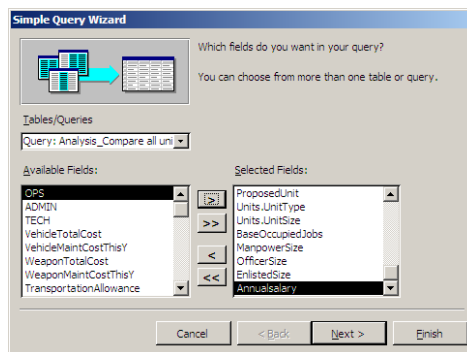 Simple Query Wizard
Which fields do you want in your query?
You can choose from more than one table or query.
Tables/Queries
Query: Analysis_Compare all uni
Available Fields:
Selected Fields:
OPS
ADMIN
TECH
VehicleTotalCost
VehicleMaintCostThisY
WeaponTotalCost
WeaponMaintCostThisY
TransportationAllowance
>
>>
<
<<
ProposedUnit
Units.UnitType
Units.UnitSize
BaseOccupiedJobs
ManpowerSize
OfficerSize
EnlistedSize
Annualsalary
Cancel
< Back
Next >
Finish